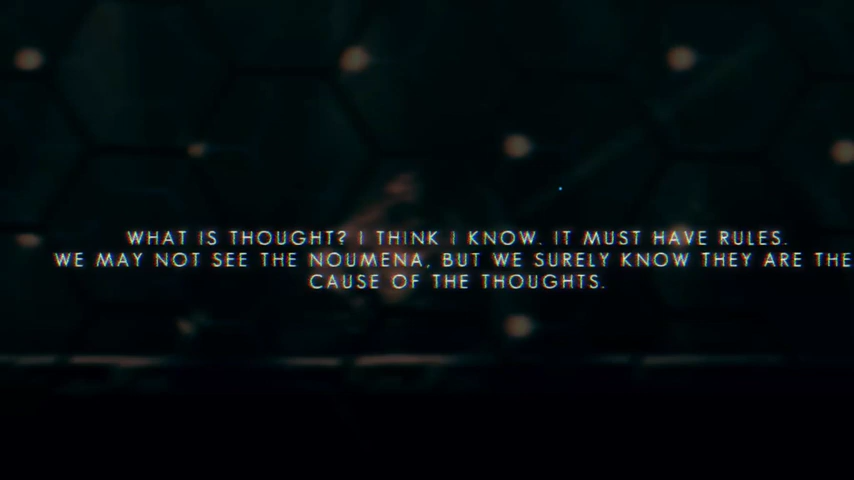 WHAT IS THOUGHT? I THINK I KNOW. IT MUST HAVE RULES.
WE MAY NOT SEE THE NOUMENA, BUT WE SURELY KNOW THEY ARE THE
CAUSE OF THE THOUGHTS.